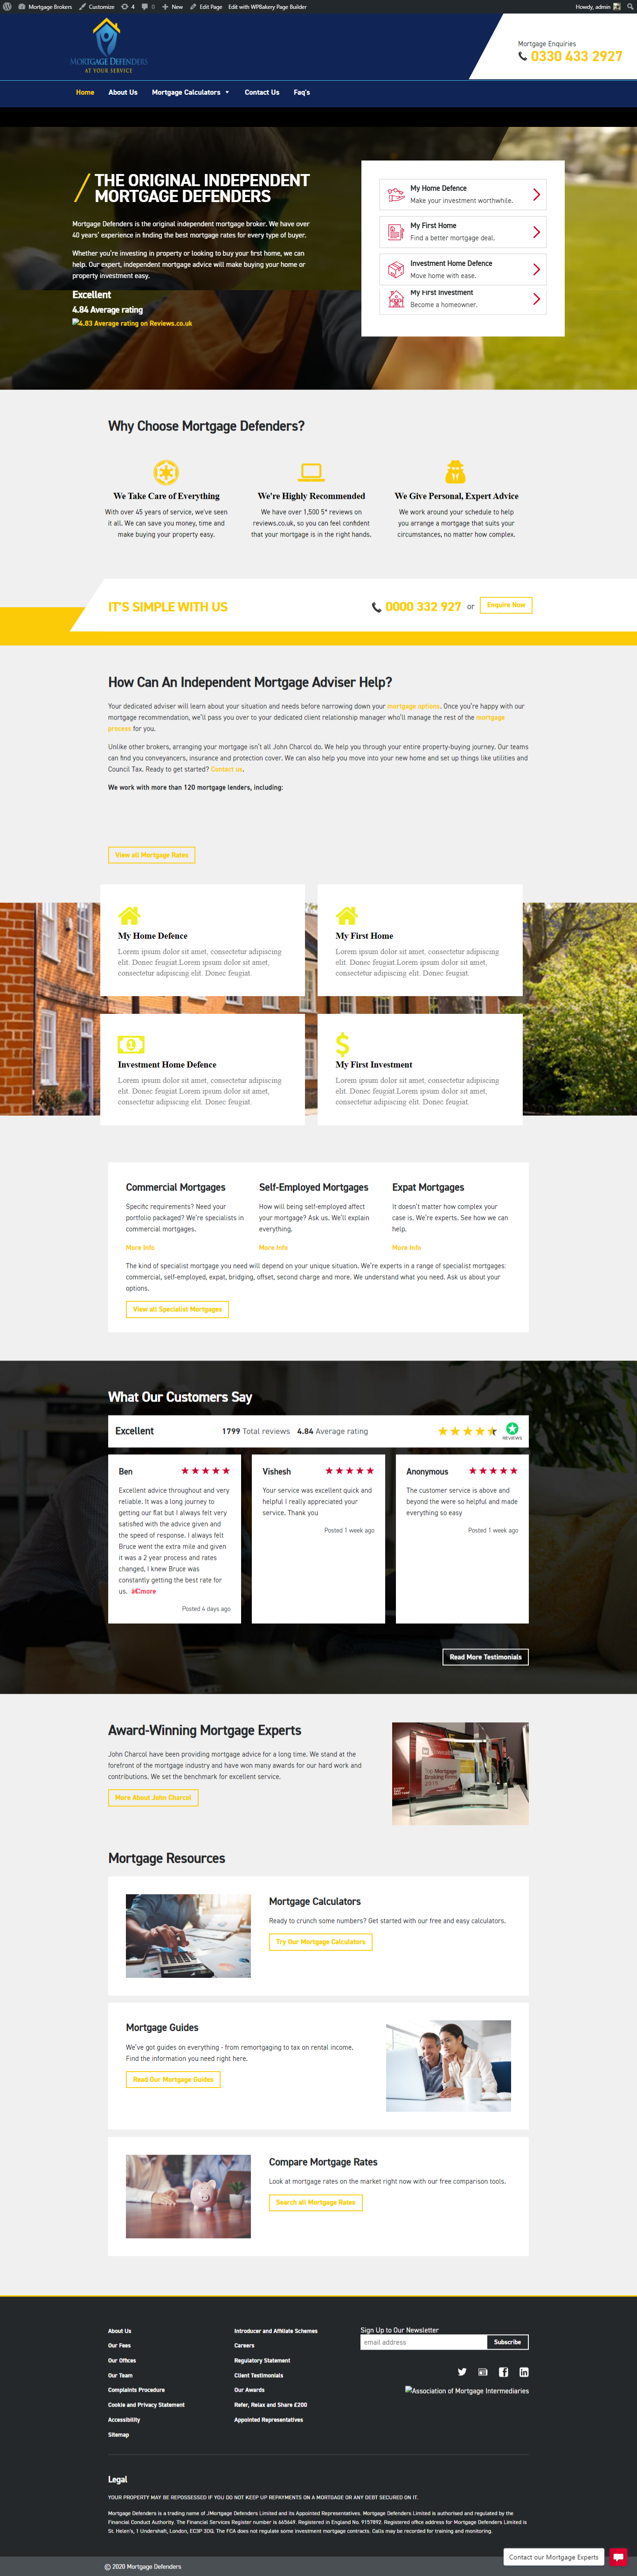 Mortgage Brokers Customize 4 0 New Edit Page Edit with WPBakery Page Builder Howdy, admin
MORTGAGE DEFENDERS
AT YOUR SERVICE
Mortgage Enquiries
0330 433 2927
Home About Us Mortgage Calculators Contact Us Faq's
THE ORIGINAL INDEPENDENT
MORTGAGE DEFENDERS
Mortgage Defenders is the original independent mortgage broker. We have over
40 years' experience in finding the best mortgage rates for every type of buyer.
Whether you're investing in property or looking to buy your first home, we can
help. Our expert, independent mortgage advice will make buying your home or
property investment easy.
Excellent
4.84 Average rating
4.83 Average rating on Reviews.co.uk
My Home Defence
Make your investment worthwhile.
My First Home
Find a better mortgage deal.
Investment Home Defence
Move home with ease.
My First Investment
Become a homeowner.
Why Choose Mortgage Defenders?
We Take Care of Everything
With over 45 years of service, we've seen
it all. We can save you money, time and
make buying your property easy.
We're Highly Recommended
We have over 1,500 5* reviews on
reviews.co.uk, so you can feel confident
that your mortgage is in the right hands.
We Give Personal, Expert Advice
We work around your schedule to help
you arrange a mortgage that suits your
circumstances, no matter how complex.
IT'S SIMPLE WITH US
0000 332 927 or Enquire Now
How Can An Independent Mortgage Adviser Help?
Your dedicated adviser will learn about your situation and needs before narrowing down your mortgage options. Once you're happy with our
mortgage recommendation, we'll pass you over to your dedicated client relationship manager who'll manage the rest of the mortgage
process for you.
Unlike other brokers, arranging your mortgage isn't all John Charcol do. We help you through your entire property-buying journey. Our teams
can find you conveyancers, insurance and protection cover. We can also help you move into your new home and set up things like utilities and
Council Tax. Ready to get started? Contact us.
We work with more than 120 mortgage lenders, including:
View all Mortgage Rates
My Home Defence
Lorem ipsum dolor sit amet, consectetur adipiscing
elit. Donec feugiat.Lorem ipsum dolor sit amet,
consectetur adipiscing elit. Donec feugiat.
My First Home
Lorem ipsum dolor sit amet, consectetur adipiscing
elit. Donec feugiat.Lorem ipsum dolor sit amet,
consectetur adipiscing elit. Donec feugiat.
Investment Home Defence
Lorem ipsum dolor sit amet, consectetur adipiscing
elit. Donec feugiat.Lorem ipsum dolor sit amet,
consectetur adipiscing elit. Donec feugiat.
My First Investment
Lorem ipsum dolor sit amet, consectetur adipiscing
elit. Donec feugiat.Lorem ipsum dolor sit amet,
consectetur adipiscing elit. Donec feugiat.
Commercial Mortgages
Specific requirements? Need your
portfolio packaged? We're specialists in
commercial mortgages.
More Info
Self-Employed Mortgages
How will being self-employed affect
your mortgage? Ask us. We'll explain
everything.
More Info
Expat Mortgages
It doesn't matter how complex your
case is. We're experts. See how we can
help.
More Info
The kind of specialist mortgage you need will depend on your unique situation. We're experts in a range of specialist mortgages:
commercial, self-employed, expat, bridging, offset, second charge and more. We understand what you need. Ask us about your
options.
View all Specialist Mortgages
What Our Customers Say
Excellent 1799 Total reviews 4.84 Average rating REVIEWS
Ben
Excellent advice throughout and very
reliable. It was a long journey to
getting our flat but I always felt very
satisfied with the advice given and
the speed of response. I always felt
Bruce went the extra mile and given
it was a 2 year process and rates
changed, I knew Bruce was
constantly getting the best rate for
us. â€¦more
Posted 4 days ago
Vishesh
Your service was excellent quick and
helpful I really appreciated your
service. Thank you
Posted 1 week ago
Anonymous
The customer service is above and
beyond the were so helpful and made
everything so easy
Posted 1 week ago
Read More Testimonials
Award-Winning Mortgage Experts
John Charcol have been providing mortgage advice for a long time. We stand at the
forefront of the mortgage industry and have won many awards for our hard work and
contributions. We set the benchmark for excellent service.
More About John Charcol
Top Mortgage
Broking Firms
Mortgage Resources
Mortgage Calculators
Ready to crunch some numbers? Get started with our free and easy calculators.
Try Our Mortgage Calculators
Mortgage Guides
We've got guides on everything - from remortgaging to tax on rental income.
Find the information you need right here.
Read Our Mortgage Guides
Compare Mortgage Rates
Look at mortgage rates on the market right now with our free comparison tools.
Search all Mortgage Rates
About Us
Our Fees
Our Offices
Our Team
Complaints Procedure
Cookie and Privacy Statement
Accessibility
Sitemap
Introducer and Affiliate Schemes
Careers
Regulatory Statement
Client Testimonials
Our Awards
Refer, Relax and Share £200
Appointed Representatives
Sign Up to Our Newsletter
email address Subscribe
Association of Mortgage Intermediaries
Legal
YOUR PROPERTY MAY BE REPOSSESSED IF YOU DO NOT KEEP UP REPAYMENTS ON A MORTGAGE OR ANY DEBT SECURED ON IT.
Mortgage Defenders is a trading name of JMortgage Defenders Limited and its Appointed Representatives. Mortgage Defenders Limited is authorised and regulated by the
Financial Conduct Authority. The Financial Services Register number is 665649. Registered in England No. 9157892. Registered office address for Mortgage Defenders Limited is
St. Helen's, 1 Undershaft, London, EC3P 3DQ. The FCA does not regulate some investment mortgage contracts. Calls may be recorded for training and monitoring.
© 2020 Mortgage Defenders
Contact our Mortgage Experts